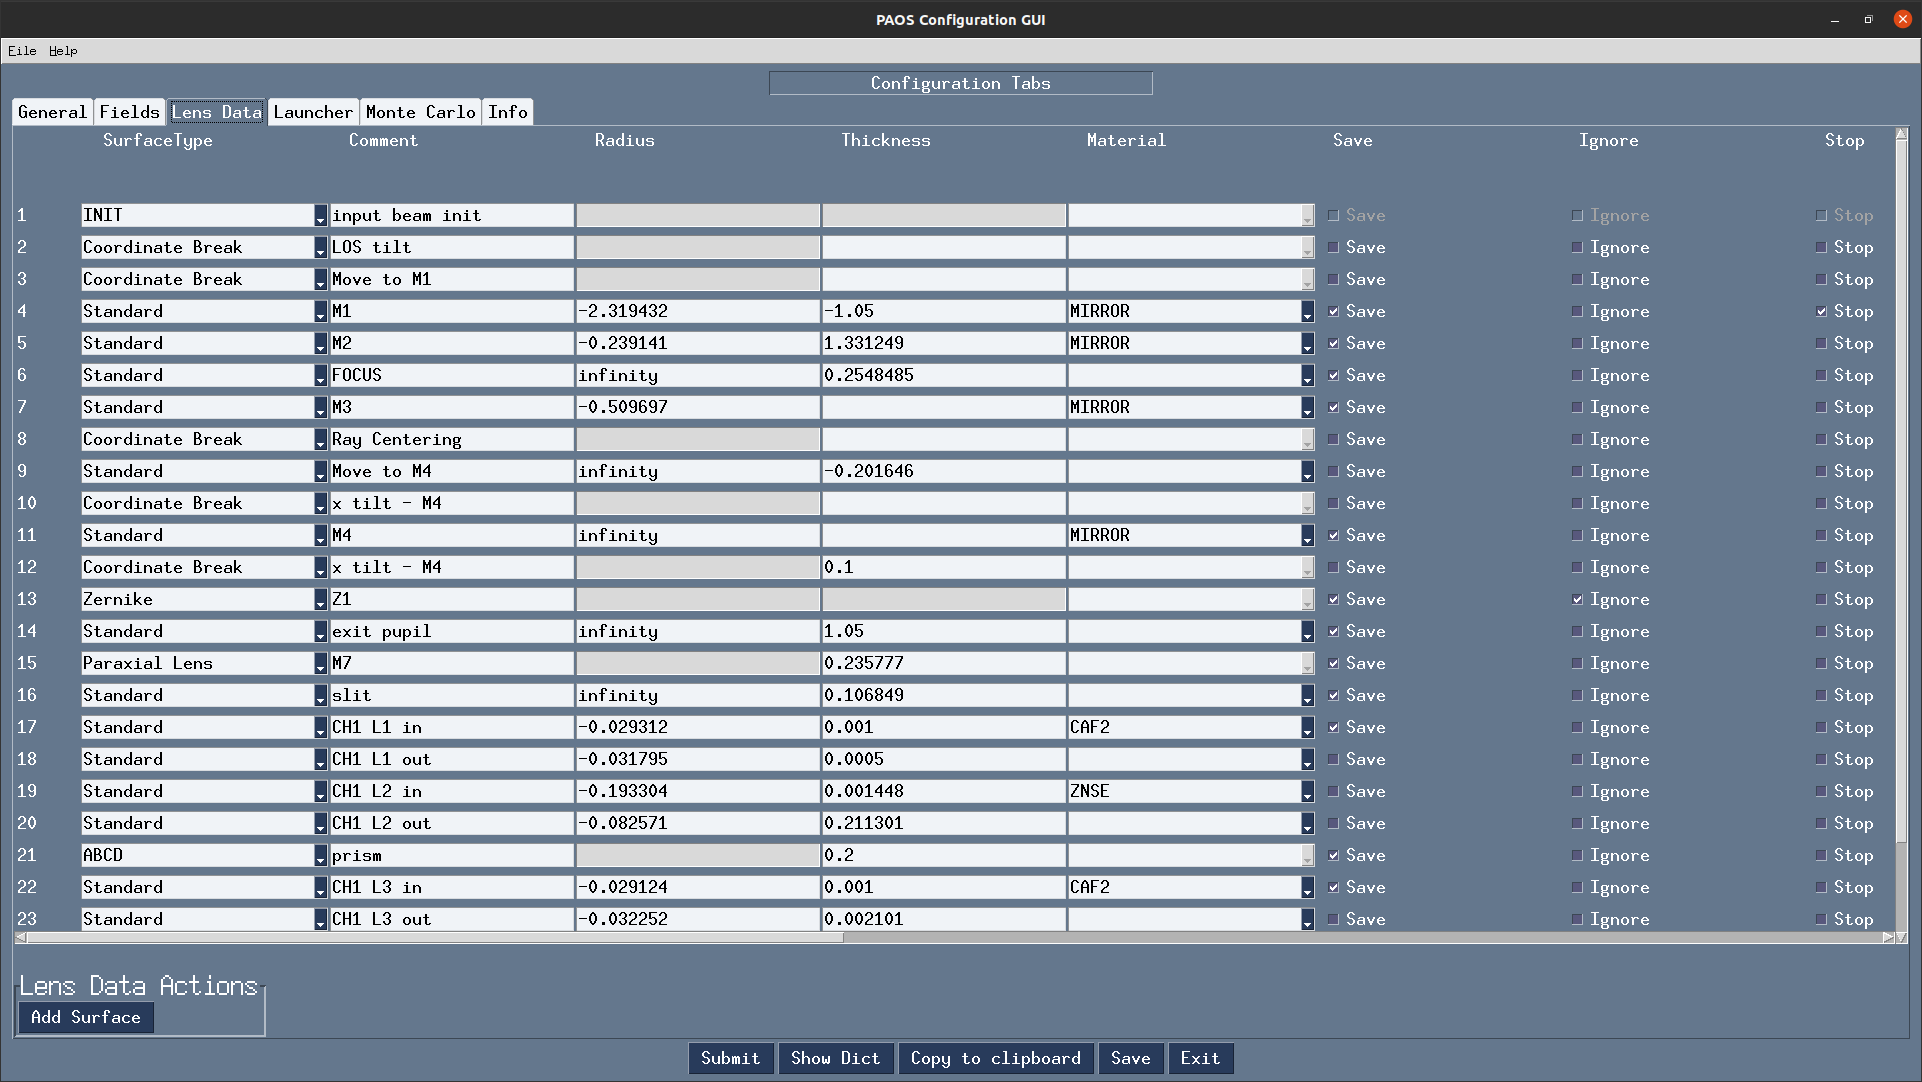 PAOS Configuration GUI
Eile Help
Configuration Tabs
General Fields Lens Data Launcher Monte Carlo Info
SurfaceType Comment Radius Thickness Material Save Ignore Stop
1 INIT input beam init Save Ignore Stop
2 Coordinate Break LOS tilt Save Ignore Stop
3 Coordinate Break Move to M1 Save Ignore Stop
4 Standard M1 -2.319432 -1.05 MIRROR Save Ignore Stop
5 Standard M2 -0.239141 1.331249 MIRROR Save Ignore Stop
6 Standard FOCUS infinity 0.2548485 Save Ignore Stop
7 Standard M3 -0.509697 MIRROR Save Ignore Stop
8 Coordinate Break Ray Centering Save Ignore Stop
9 Standard Move to M4 infinity -0.201646 Save Ignore Stop
10 Coordinate Break x tilt - M4 Save Ignore Stop
11 Standard M4 infinity MIRROR Save Ignore Stop
12 Coordinate Break x tilt - M4 0.1 Save Ignore Stop
13 Zernike Z1 Save Ignore Stop
14 Standard exit pupil infinity 1.05 Save Ignore Stop
15 Paraxial Lens M7 0.235777 Save Ignore Stop
16 Standard slit infinity 0.106849 Save Ignore Stop
17 Standard CH1 L1 in -0.029312 0.001 CAF2 Save Ignore Stop
18 Standard CH1 L1 out -0.031795 0.0005 Save Ignore Stop
19 Standard CH1 L2 in -0.193304 0.001448 ZNSE Save Ignore Stop
20 Standard CH1 L2 out -0.082571 0.211301 Save Ignore Stop
21 ABCD prism 0.2 Save Ignore Stop
22 Standard CH1 L3 in -0.029124 0.001 CAF2 Save Ignore Stop
23 Standard CH1 L3 out -0.032252 0.002101 Save Ignore Stop
Lens Data Actions
Add Surface
Submit Show Dict Copy to clipboard Save Exit